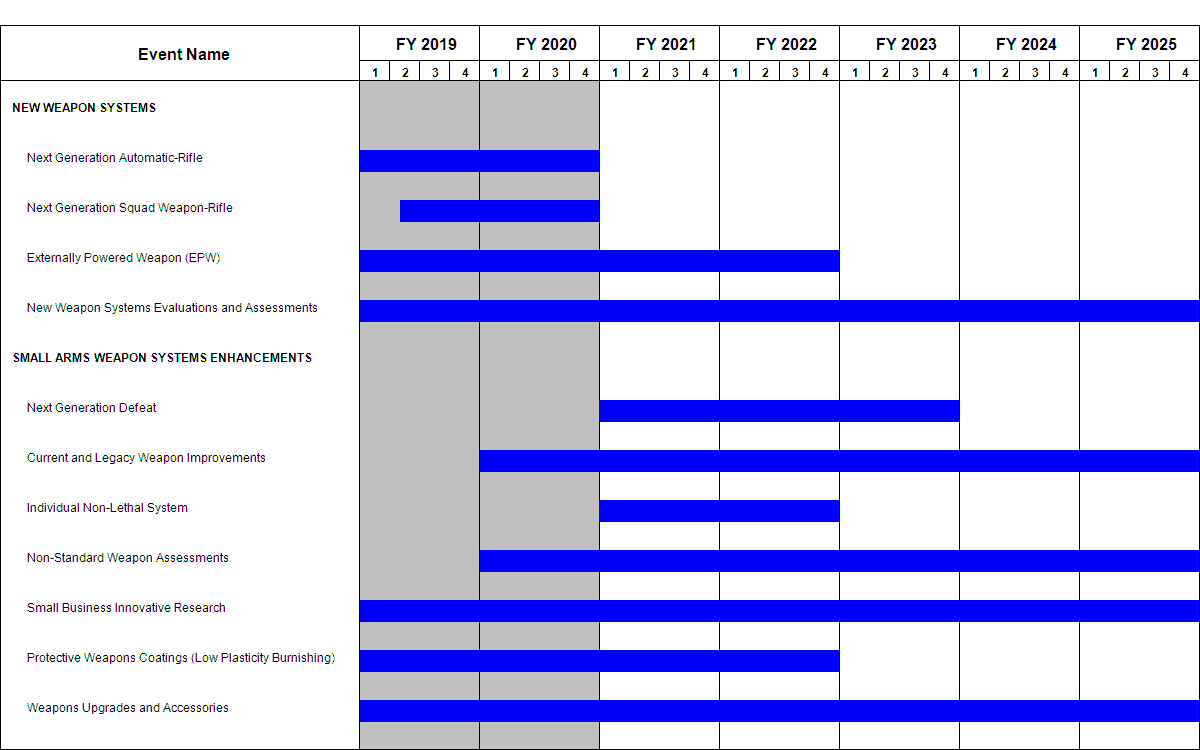 Event Name
FY 2019 FY 2020 FY 2021 FY 2022 FY 2023 FY 2024 FY 2025
1 2 3 4 1 2 3 4 1 2 3 4 1 2 3 4 1 2 3 4 1 2 3 4 1 2 3 4
NEW WEAPON SYSTEMS
Next Generation Automatic-Rifle
Next Generation Squad Weapon-Rifle
Externally Powered Weapon (EPW)
New Weapon Systems Evaluations and Assessments
SMALL ARMS WEAPON SYSTEMS ENHANCEMENTS
Next Generation Defeat
Current and Legacy Weapon Improvements
Individual Non-Lethal System
Non-Standard Weapon Assessments
Small Business Innovative Research
Protective Weapons Coatings (Low Plasticity Burnishing)
Weapons Upgrades and Accessories